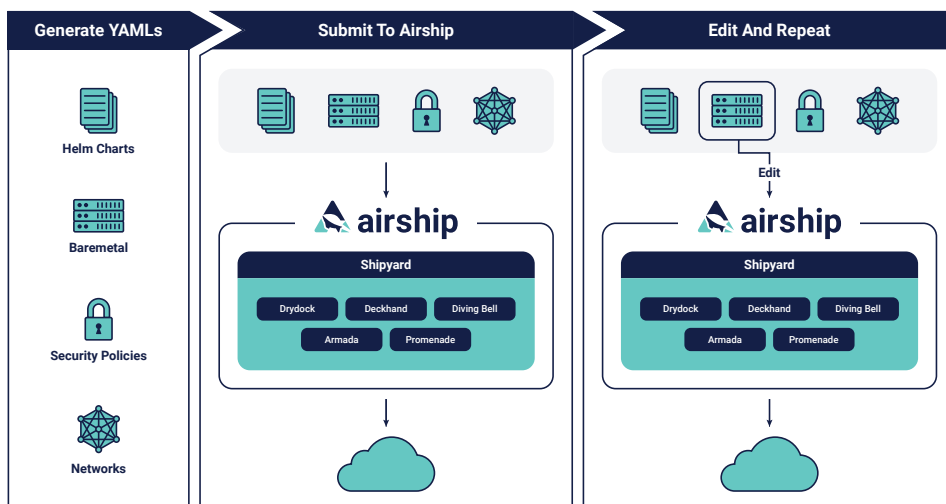 Generate YAMLs
Submit To Airship
Edit And Repeat
Helm Charts
Baremetal
Security Policies
Networks
airship
Shipyard
Drydock
Deckhand
Diving Bell
Armada
Promenade
Edit
airship
Shipyard
Drydock
Deckhand
Diving Bell
Armada
Promenade